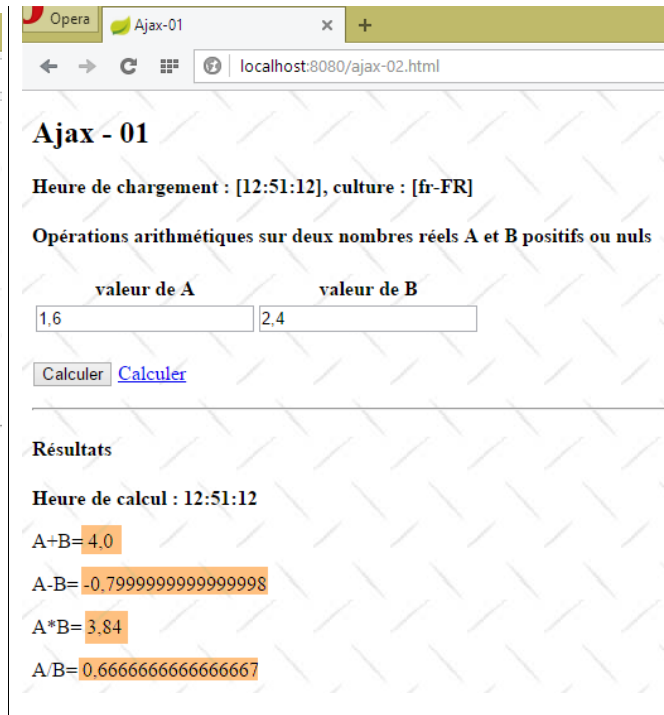 Opera
Ajax-01
localhost:8080/ajax-02.html
Ajax - 01
Heure de chargement : [12:51:12], culture : [fr-FR]
Opérations arithmétiques sur deux nombres réels A et B positifs ou nuls
valeur de A valeur de B
1,6 2,4
Calculer Calculer
Résultats
Heure de calcul : 12:51:12
A+B= 4,0
A-B= -0,7999999999999998
A*B= 3,84
A/B= 0,6666666666666667